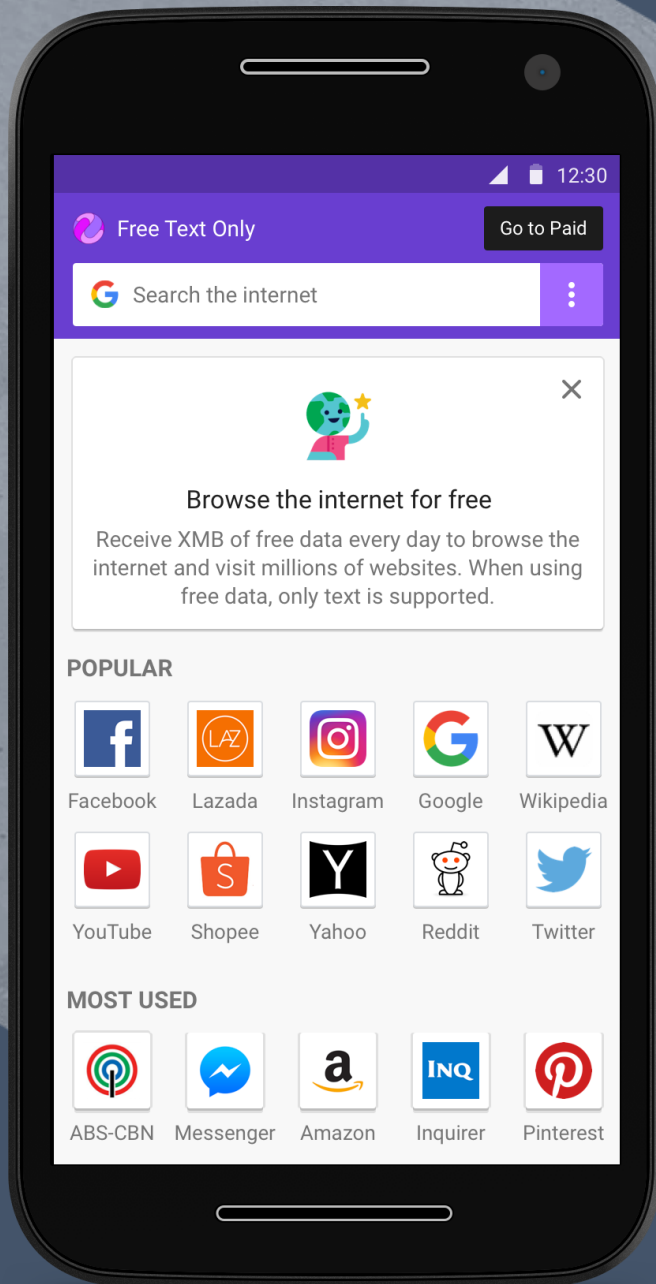 12:30
Free Text Only
Go to Paid
Search the internet
Browse the internet for free
Receive XMB of free data every day to browse the
internet and visit millions of websites. When using
free data, only text is supported.
POPULAR
LAZ
W
Facebook Lazada Instagram Google Wikipedia
S Y
YouTube Shopee Yahoo Reddit Twitter
MOST USED
a INQ
ABS-CBN Messenger Amazon Inquirer Pinterest